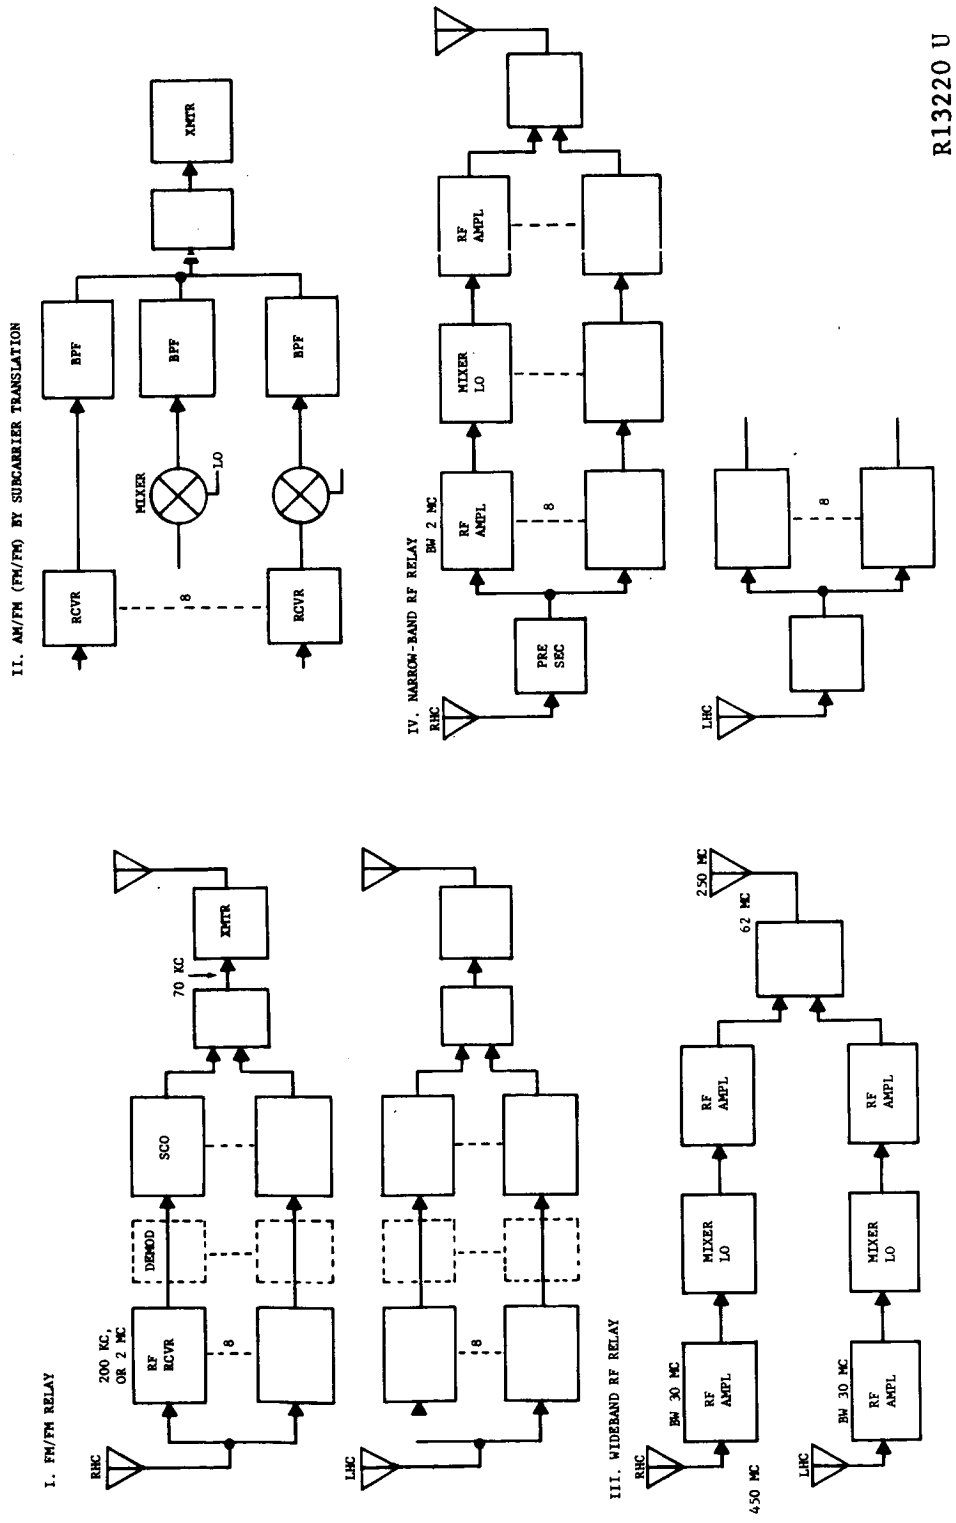 I. FM/FM RELAY
RHC
200 KC,
OR 2 MC
RF
RCVR
8
DEMOD
SCO
70 KC
XMTR
LHC
8
II. AM/FM (FM/FM) BY SUBCARRIER TRANSLATION
RCVR
8
RCVR
MIXER
LO
BPF
BPF
BPF
XMTR
III. WIDEBAND RF RELAY
RHC
450 MC
BW 30 MC
RF
AMPL
MIXER
LO
RF
AMPL
62 MC
250 MC
LHC
BW 30 MC
RF
AMPL
MIXER
LO
RF
AMPL
IV. NARROW-BAND RF RELAY
RHC
PRE
SEC
BW 2 MC
RF
AMPL
8
MIXER
LO
RF
AMPL
LHC
8
R13220 U